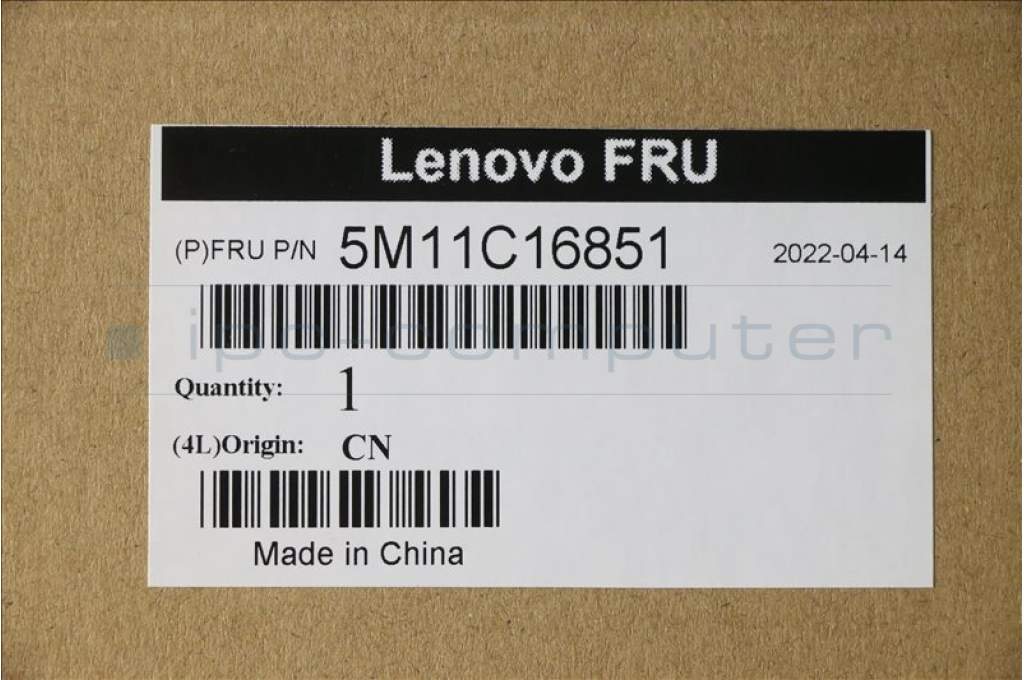 Lenovo FRU
(P)FRU P/N 5M11C16851 2022-04-14
ipc-computer
Quantity: 1
(4L)Origin: CN
Made in China